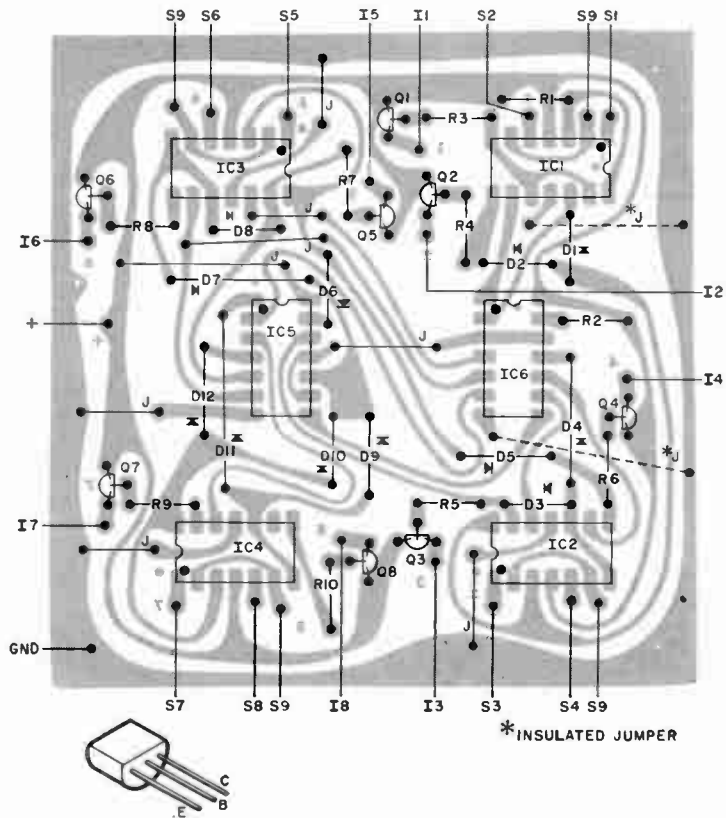 S9 S6 S5 I5 I1 S2 S9 S1
Q1 R3 R1
J
IC3 IC1
Q6 R7 Q2
J
R8 D8 Q5 R4 *J
I6 J D2 D1
D7 D6 I2
+ IC5 R2
J IC6 I4
D12 Q4
J D4
D11 D10 D9 D5 *J
Q7 R6
R9 R5 D3
I7
J IC4 Q3 IC2
R10 Q8
J
GND
S7 S8 S9 I8 I3 S3 S4 S9
*INSULATED JUMPER
C
B
E